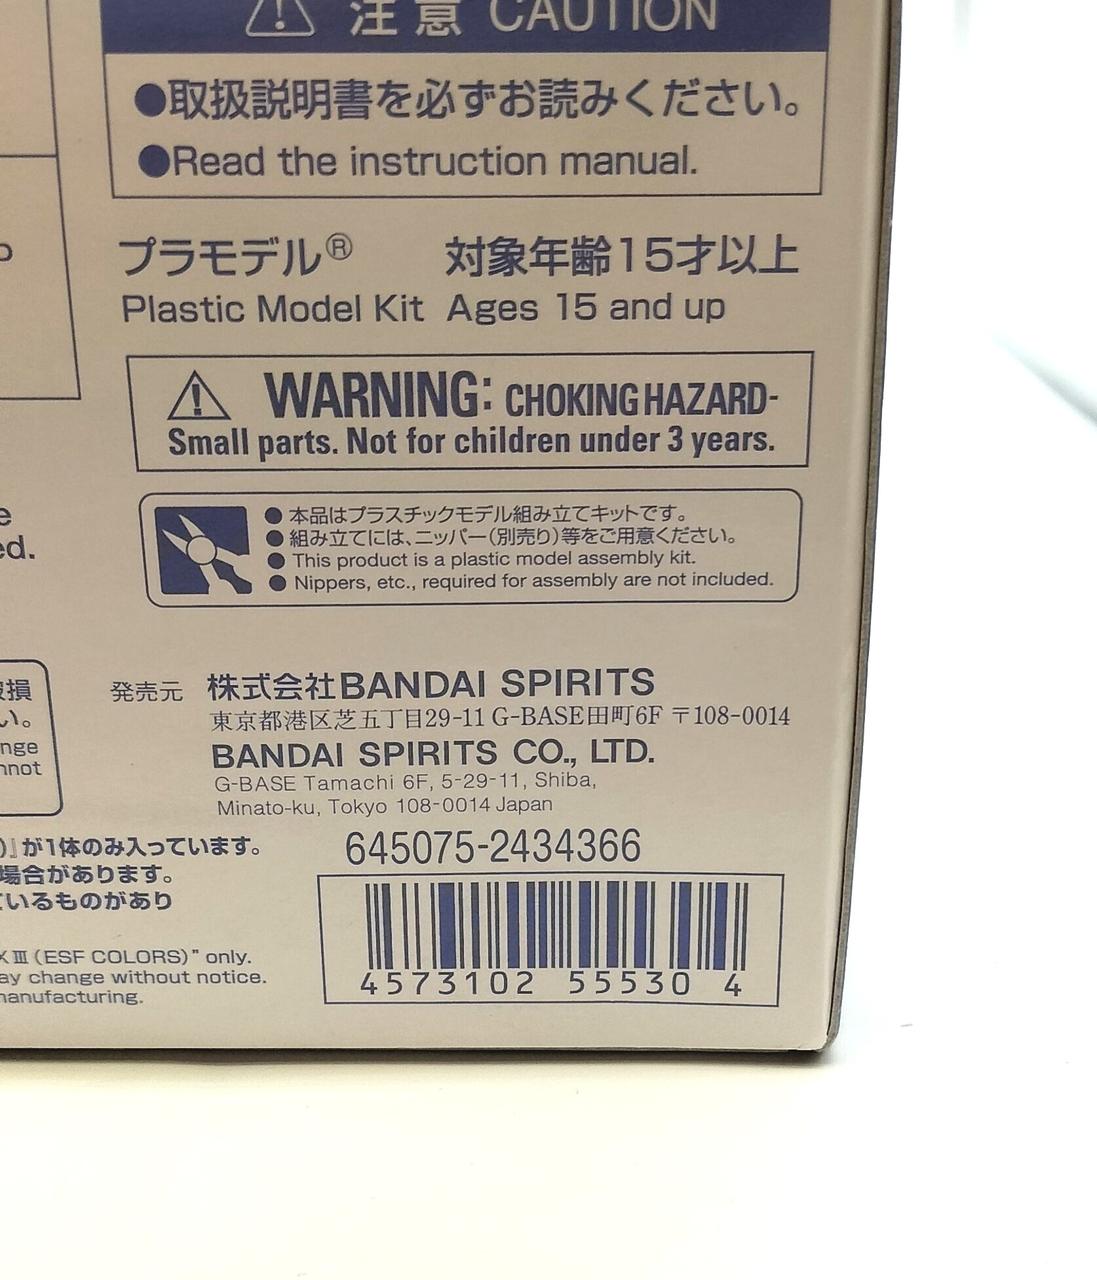 注意 CAUTION
●取扱説明書を必ずお読みください。
●Read the instruction manual.
プラモデル® 対象年齢15才以上
Plastic Model Kit Ages 15 and up
WARNING: CHOKING HAZARD-
Small parts. Not for children under 3 years.
● 本品はプラスチックモデル組み立てキットです。
● 組み立てには、ニッパー(別売り)等をご用意ください。
● This product is a plastic model assembly kit.
● Nippers, etc., required for assembly are not included.
発売元 株式会社BANDAI SPIRITS
東京都港区芝五丁目29-11 G-BASE田町6F 〒108-0014
BANDAI SPIRITS CO., LTD.
G-BASE Tamachi 6F, 5-29-11, Shiba,
Minato-ku, Tokyo 108-0014 Japan
645075-2434366
4573102 55530 4
ed.
損
い。
nge
nnot
)』が1体のみ入っています。
場合があります。
いるものがあり
X Ⅲ (ESF COLORS)" only.
ay change without notice.
manufacturing.